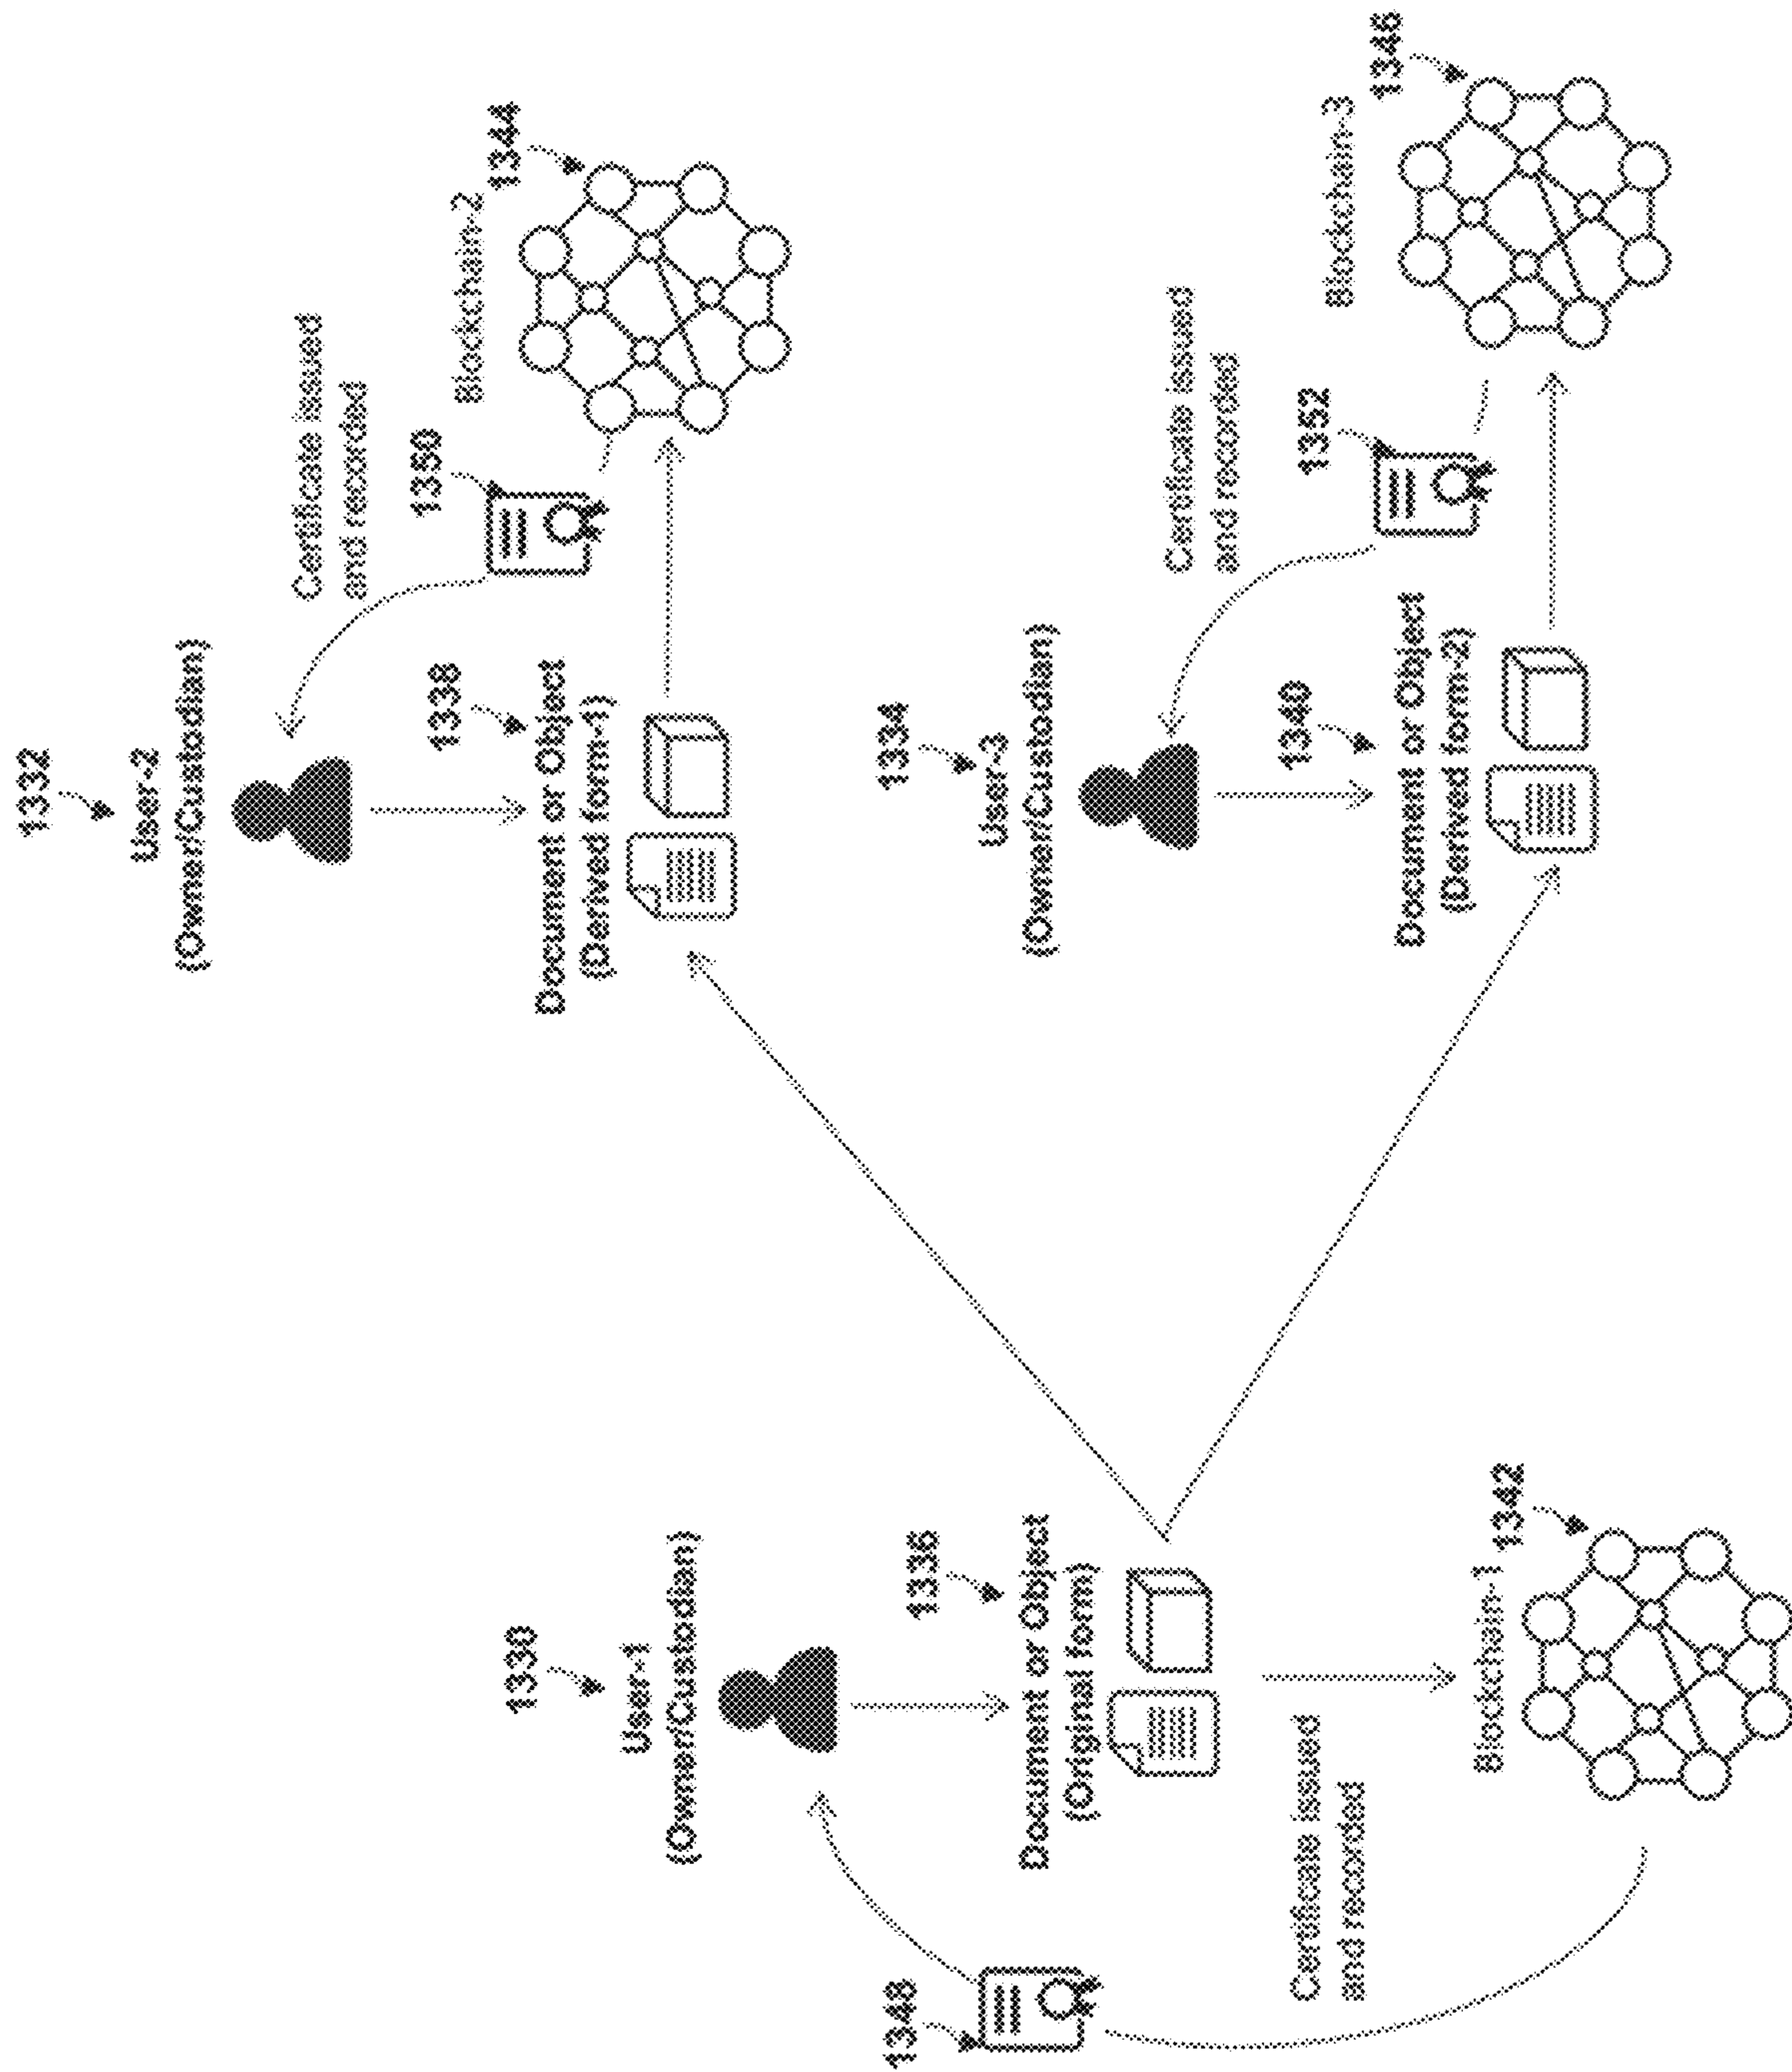 1330
User-1
(Owner/Custodian)
1336
Document or Object
(Original form)
1348
Certificate issued
and recorded
Blockchain-1
1342
1332
User-2
(Owner/Custodian)
1338
Document or Object
(Derived form-1)
Certificate issued
and recorded
1350
Blockchain-2
1344
1334
User-3
(Owner/Custodian)
1340
Document or Object
(Derived form-2)
Certificate issued
and recorded
1352
Blockchain-3
1346